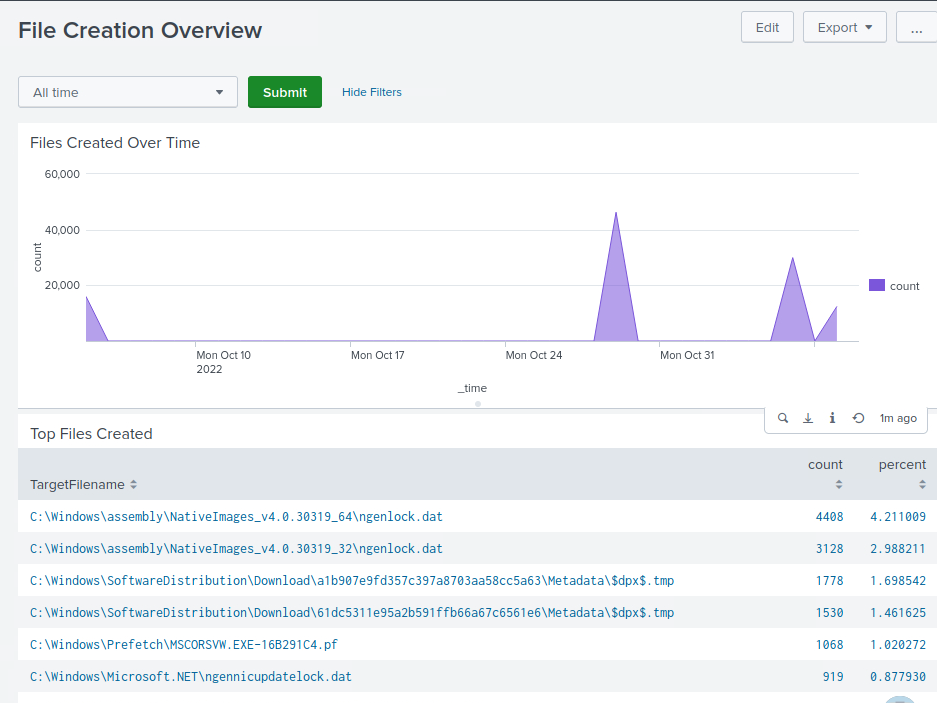 File Creation Overview
Edit
Export
...
All time
Submit
Hide Filters
Files Created Over Time
60,000
40,000
20,000
count
count
Mon Oct 10
2022
Mon Oct 17
Mon Oct 24
Mon Oct 31
_time
1m ago
Top Files Created
TargetFilename count percent
C:\Windows\assembly\NativeImages_v4.0.30319_64\ngenlock.dat 4408 4.211009
C:\Windows\assembly\NativeImages_v4.0.30319_32\ngenlock.dat 3128 2.988211
C:\Windows\SoftwareDistribution\Download\a1b907e9fd357c397a8703aa58cc5a63\Metadata\$dpx$.tmp 1778 1.698542
C:\Windows\SoftwareDistribution\Download\61dc5311e95a2b591ffb66a67c6561e6\Metadata\$dpx$.tmp 1530 1.461625
C:\Windows\Prefetch\MSCORSVW.EXE-16B291C4.pf 1068 1.020272
C:\Windows\Microsoft.NET\ngennicupdatelock.dat 919 0.877930